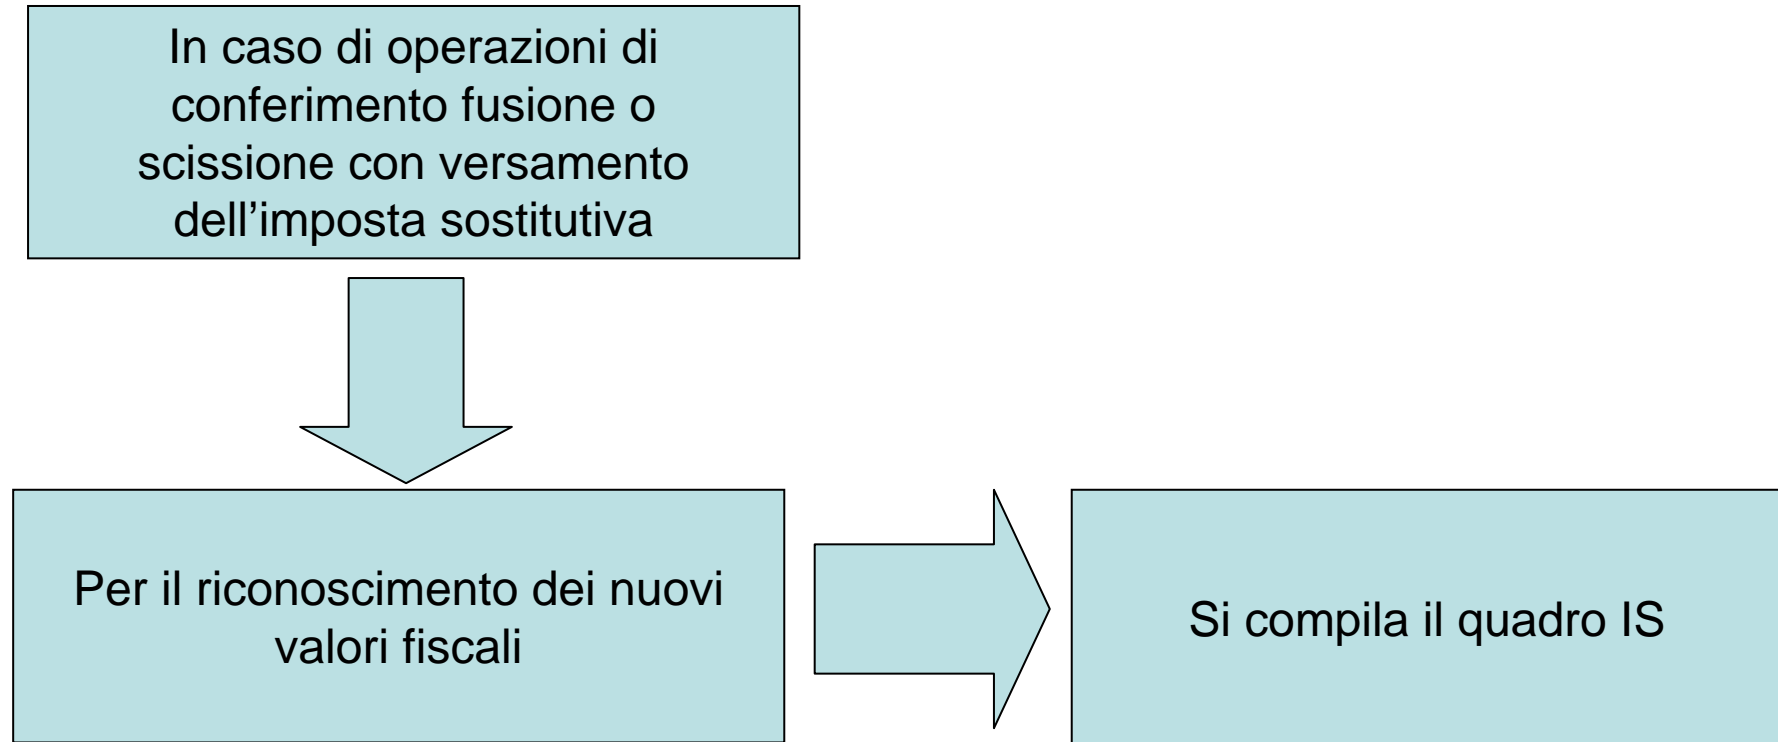 In caso di operazioni di
conferimento fusione o
scissione con versamento
dell’imposta sostitutiva
Per il riconoscimento dei nuovi
valori fiscali
Si compila il quadro IS